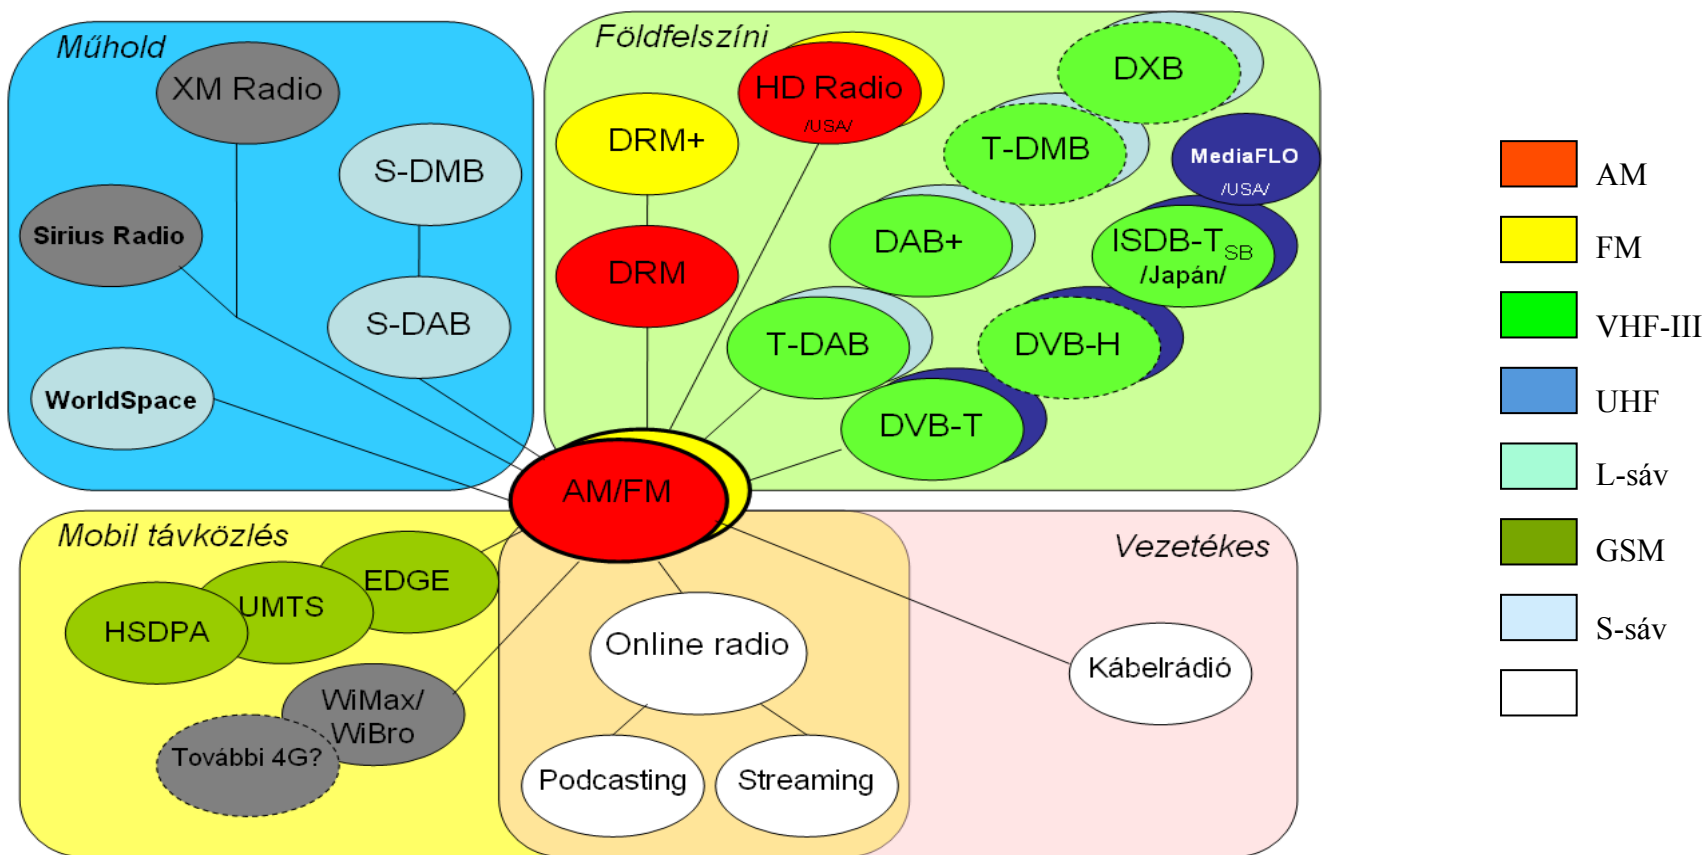 Műhold
XM Radio
S-DMB
Sirius Radio
S-DAB
WorldSpace
Földfelszíni
HD Radio
/USA/
DXB
DRM+
T-DMB
MediaFLO
/USA/
DAB+
ISDB-TSB
/Japán/
DRM
T-DAB
DVB-H
DVB-T
AM/FM
Mobil távközlés
EDGE
UMTS
HSDPA
WiMax/
WiBro
További 4G?
Online radio
Podcasting
Streaming
Vezetékes
Kábelrádió
AM
FM
VHF-III
UHF
L-sáv
GSM
S-sáv